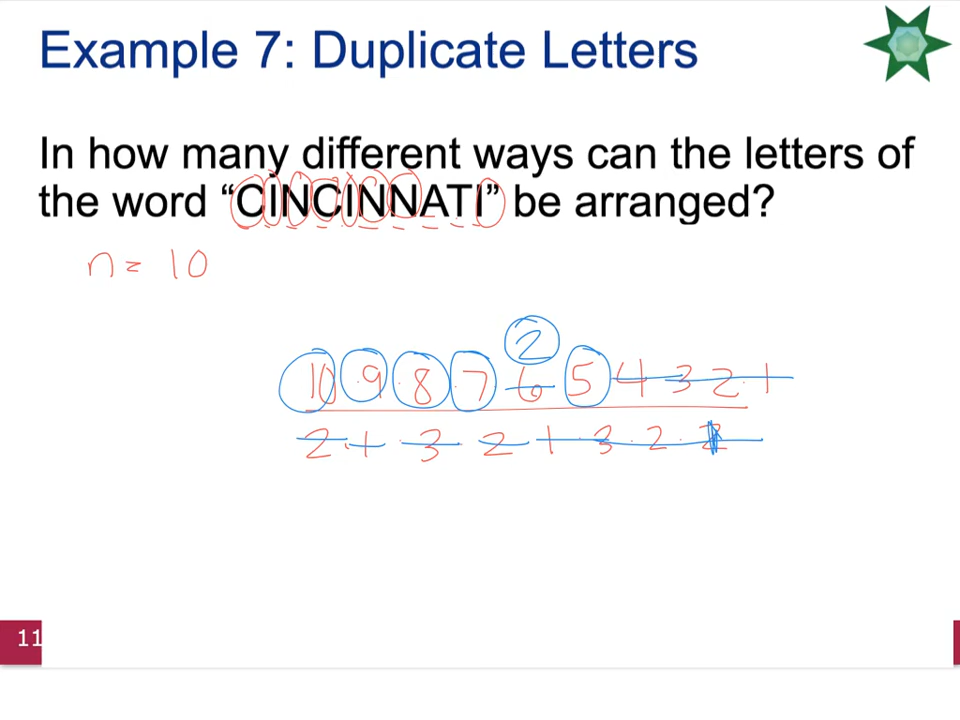 Example 7: Duplicate Letters
In how many different ways can the letters of
the word “CINCINNATI” be arranged?
n = 10
2
10·9·8·7·6·5 4 3 2·1
2·1·3·2·1·3·2·1
11